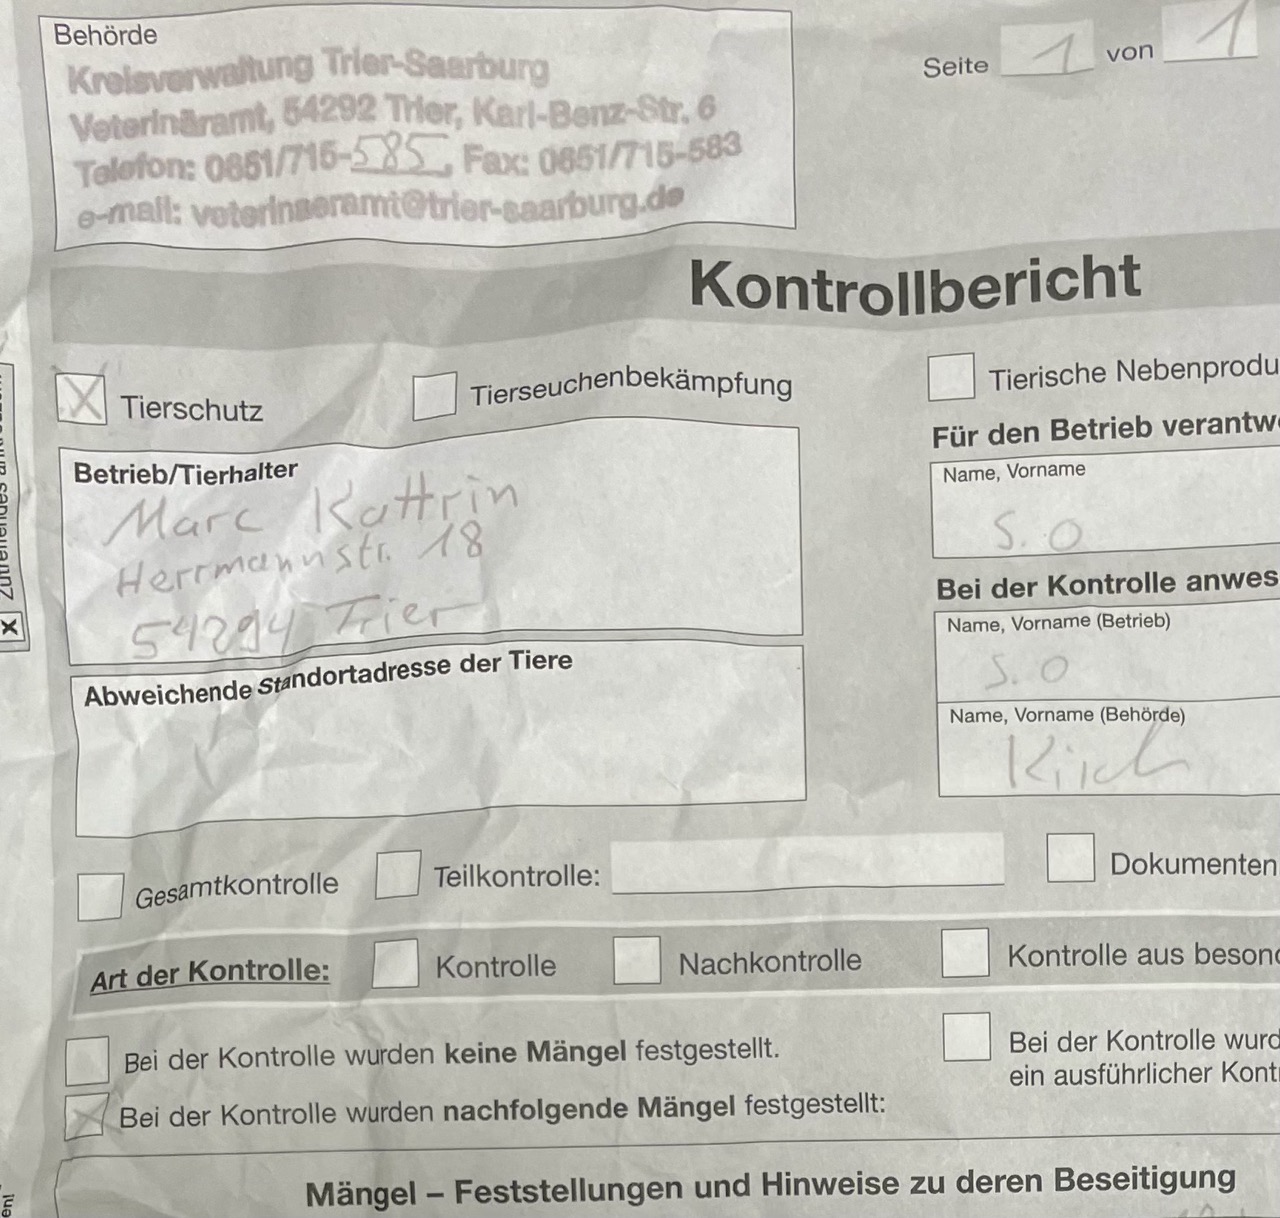 Behörde
Kreisverwaltung Trier-Saarburg
Veterinäramt, 54292 Trier, Karl-Benz-Str. 6
Telefon: 0651/715-585, Fax: 0651/715-583
e-mail: veterinaeramt@trier-saarburg.de
Seite 1 von 1
Kontrollbericht
Tierschutz
Tierseuchenbekämpfung
Tierische Nebenprodu
Betrieb/Tierhalter
Marc Kattrin
Herrmannstr. 18
54294 Trier
Für den Betrieb verantw
Name, Vorname
S. O
Bei der Kontrolle anwes
Name, Vorname (Betrieb)
S. O
Name, Vorname (Behörde)
Abweichende Standortadresse der Tiere
Gesamtkontrolle
Teilkontrolle:
Dokumenten
Art der Kontrolle:
Kontrolle
Nachkontrolle
Kontrolle aus beson
Bei der Kontrolle wurden keine Mängel festgestellt.
Bei der Kontrolle wurd
ein ausführlicher Kont
Bei der Kontrolle wurden nachfolgende Mängel festgestellt:
Mängel – Feststellungen und Hinweise zu deren Beseitigung